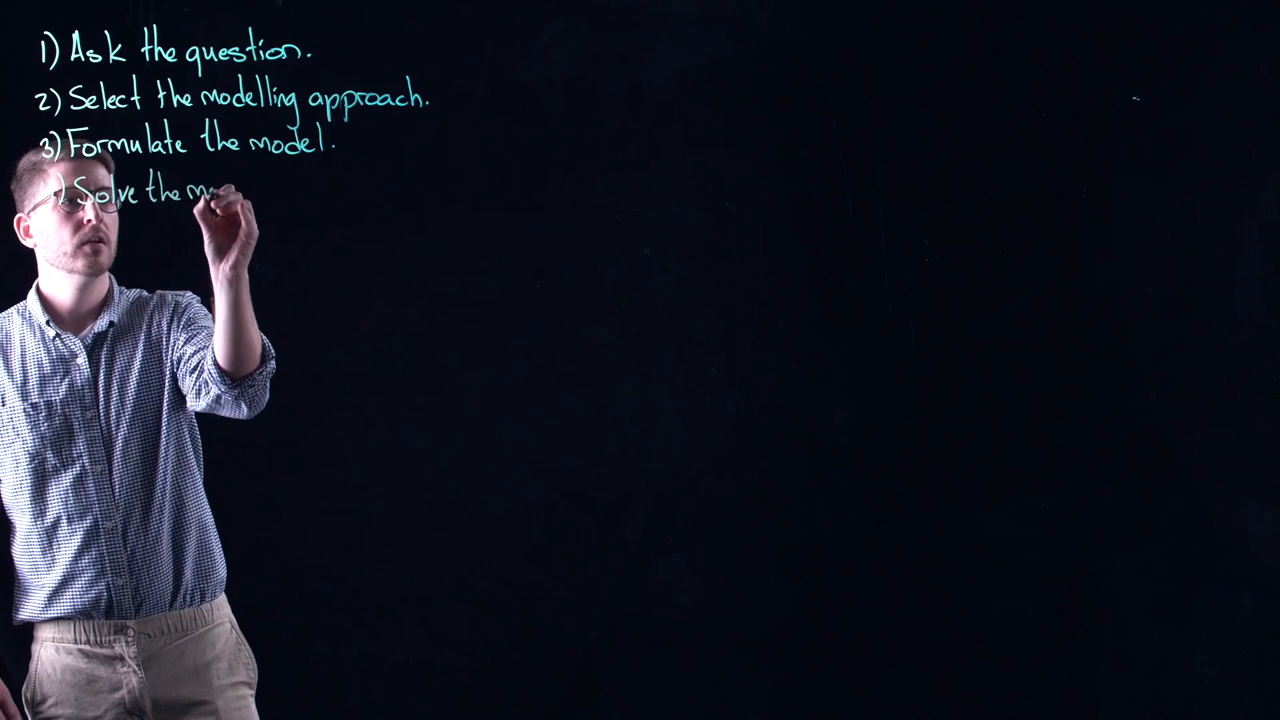 1) Ask the question.
2) Select the modelling approach.
3) Formulate the model.
) Solve the